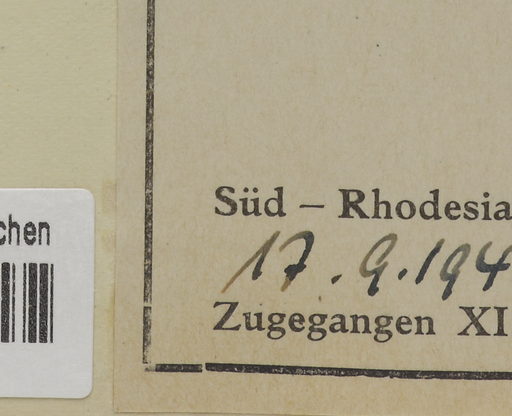 chen
Süd – Rhodesia
17.9.194
Zugegangen XI